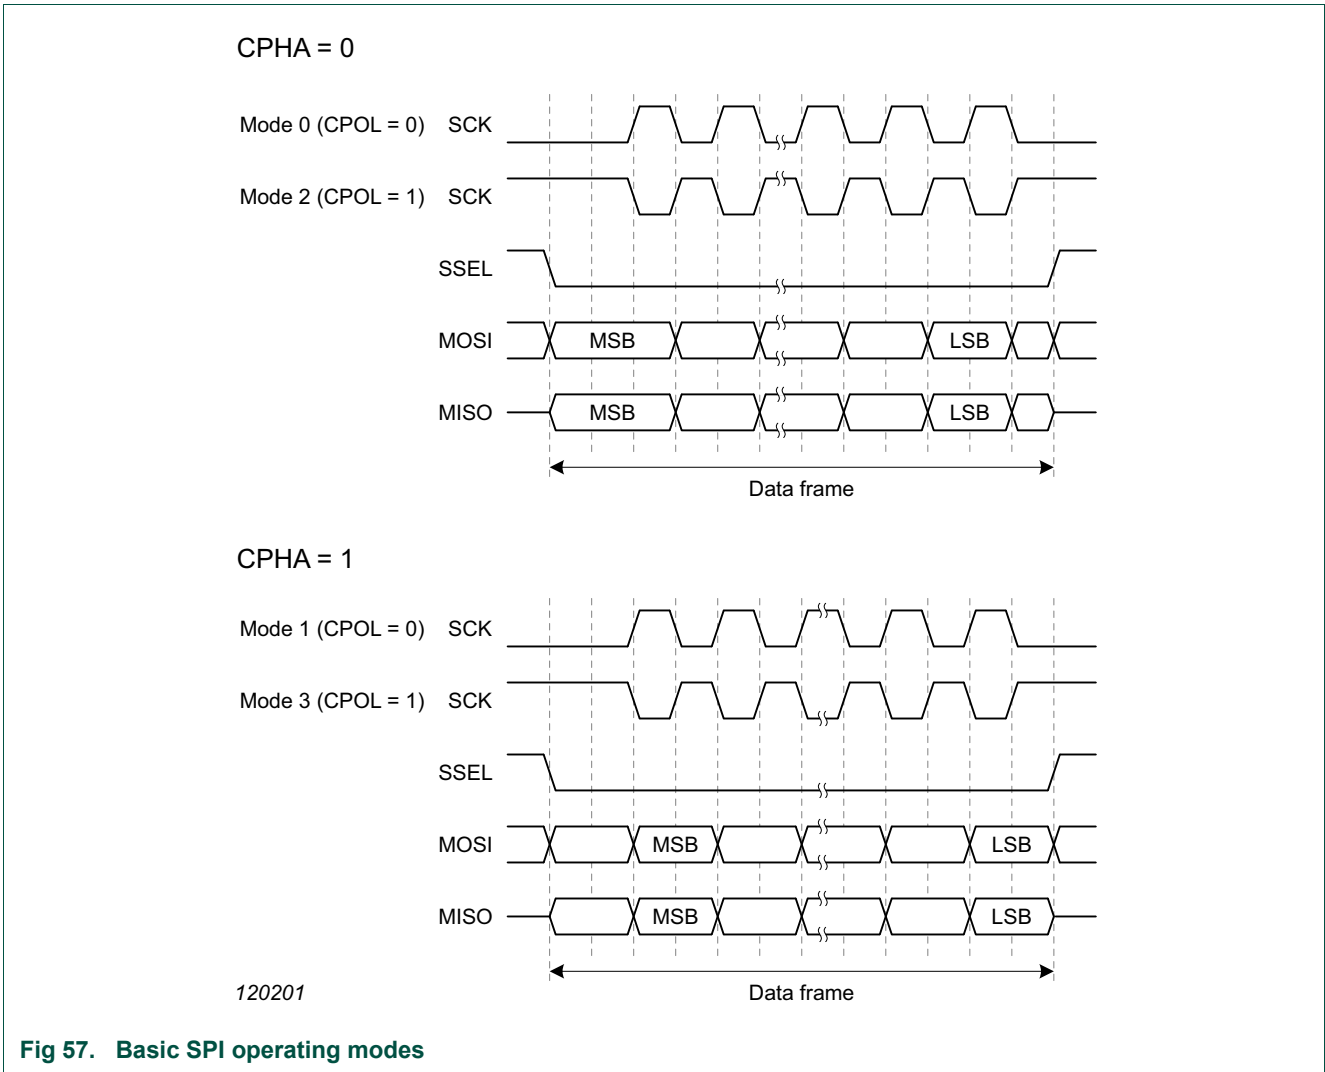 CPHA = 0
Mode 0 (CPOL = 0) SCK
Mode 2 (CPOL = 1) SCK
SSEL
MOSI MSB LSB
MISO MSB LSB
Data frame
CPHA = 1
Mode 1 (CPOL = 0) SCK
Mode 3 (CPOL = 1) SCK
SSEL
MOSI MSB LSB
MISO MSB LSB
120201 Data frame
Fig 57. Basic SPI operating modes